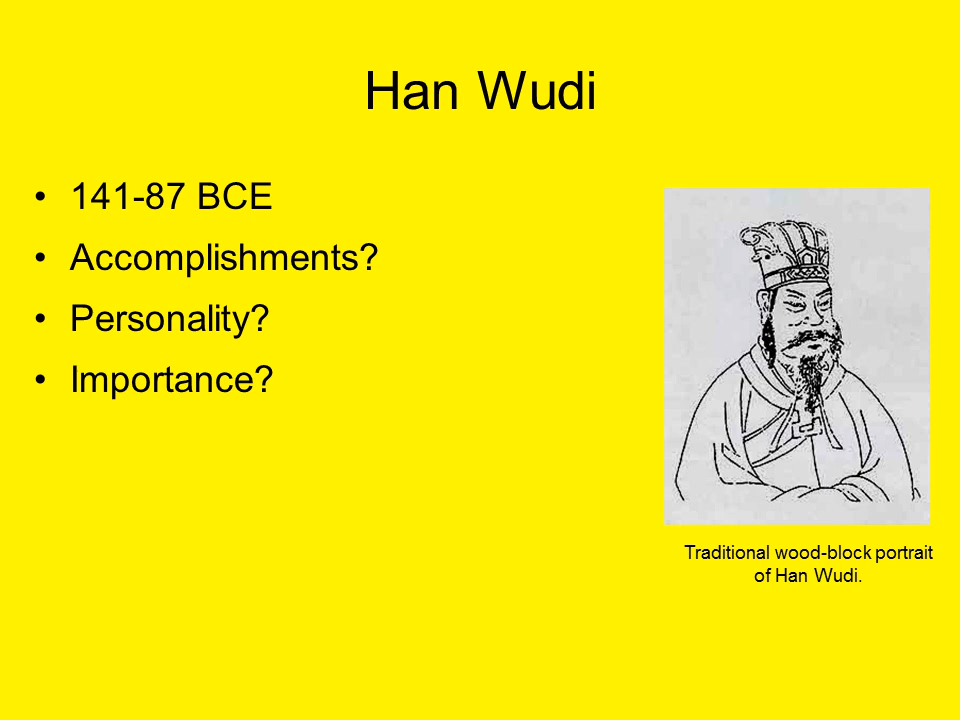 Han Wudi
• 141-87 BCE
• Accomplishments?
• Personality?
• Importance?
Traditional wood-block portrait
of Han Wudi.